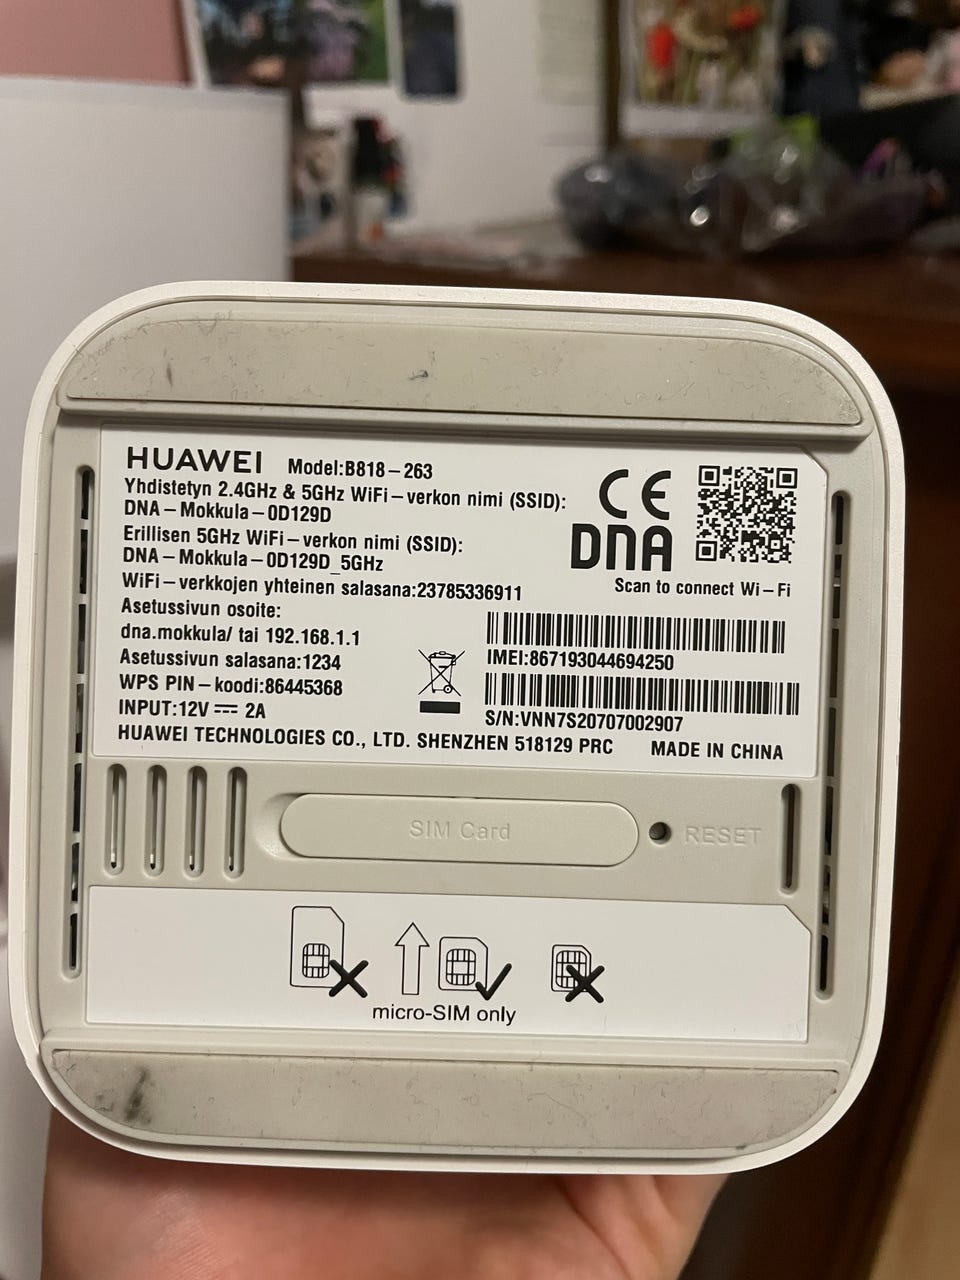 HUAWEI Model:B818-263
Yhdistetyn 2.4GHz & 5GHz WiFi-verkon nimi (SSID):
DNA-Mokkula-0D129D
Erillisen 5GHz WiFi-verkon nimi (SSID):
DNA-Mokkula-0D129D_5GHz
WiFi-verkkojen yhteinen salasana:23785336911
Asetussivun osoite:
dna.mokkula/ tai 192.168.1.1
Asetussivun salasana:1234
WPS PIN-koodi:86445368
INPUT:12V ⎓ 2A
CE
DNA
Scan to connect Wi-Fi
IMEI:867193044694250
S/N:VNN7S20707002907
HUAWEI TECHNOLOGIES CO., LTD. SHENZHEN 518129 PRC MADE IN CHINA
SIM Card
RESET
micro-SIM only